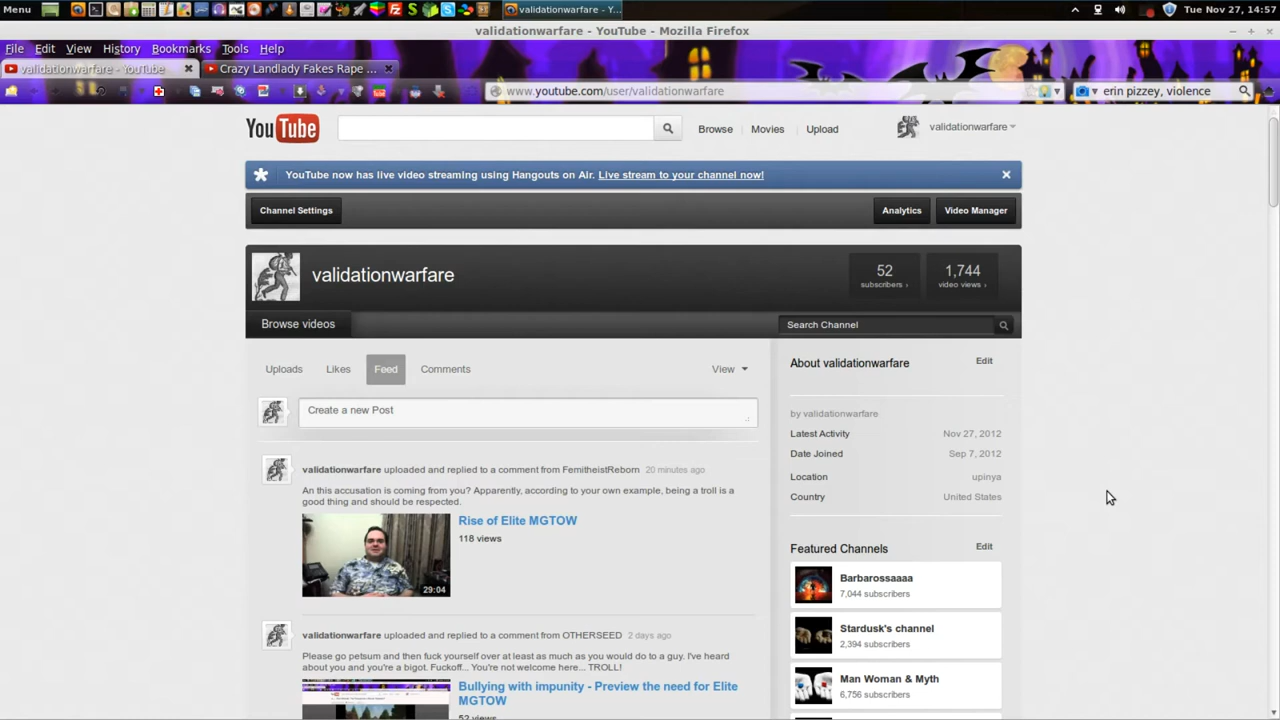 Menu
validationwarfare - Y...
Tue Nov 27, 14:57
validationwarfare - YouTube - Mozilla Firefox
File Edit View History Bookmarks Tools Help
validationwarfare - YouTube
Crazy Landlady Fakes Rape ...
www.youtube.com/user/validationwarfare
erin pizzey, violence
YouTube
Browse Movies Upload
validationwarfare
YouTube now has live video streaming using Hangouts on Air. Live stream to your channel now!
Channel Settings
Analytics
Video Manager
validationwarfare
52
subscribers ›
1,744
video views ›
Browse videos
Search Channel
Uploads Likes Feed Comments
View
Create a new Post
validationwarfare uploaded and replied to a comment from FemitheistReborn 20 minutes ago
An this accusation is coming from you? Apparently, according to your own example, being a troll is a
good thing and should be respected.
Rise of Elite MGTOW
118 views
29:04
validationwarfare uploaded and replied to a comment from OTHERSEED 2 days ago
Please go petsum and then fuck yourself over at least as much as you would do to a guy. I've heard
about you and you're a bigot. Fuckoff... You're not welcome here... TROLL!
Bullying with impunity - Preview the need for Elite
MGTOW
52 views
About validationwarfare
Edit
by validationwarfare
Latest Activity Nov 27, 2012
Date Joined Sep 7, 2012
Location upinya
Country United States
Featured Channels
Edit
Barbarossaaaa
7,044 subscribers
Stardusk's channel
2,394 subscribers
Man Woman & Myth
6,756 subscribers